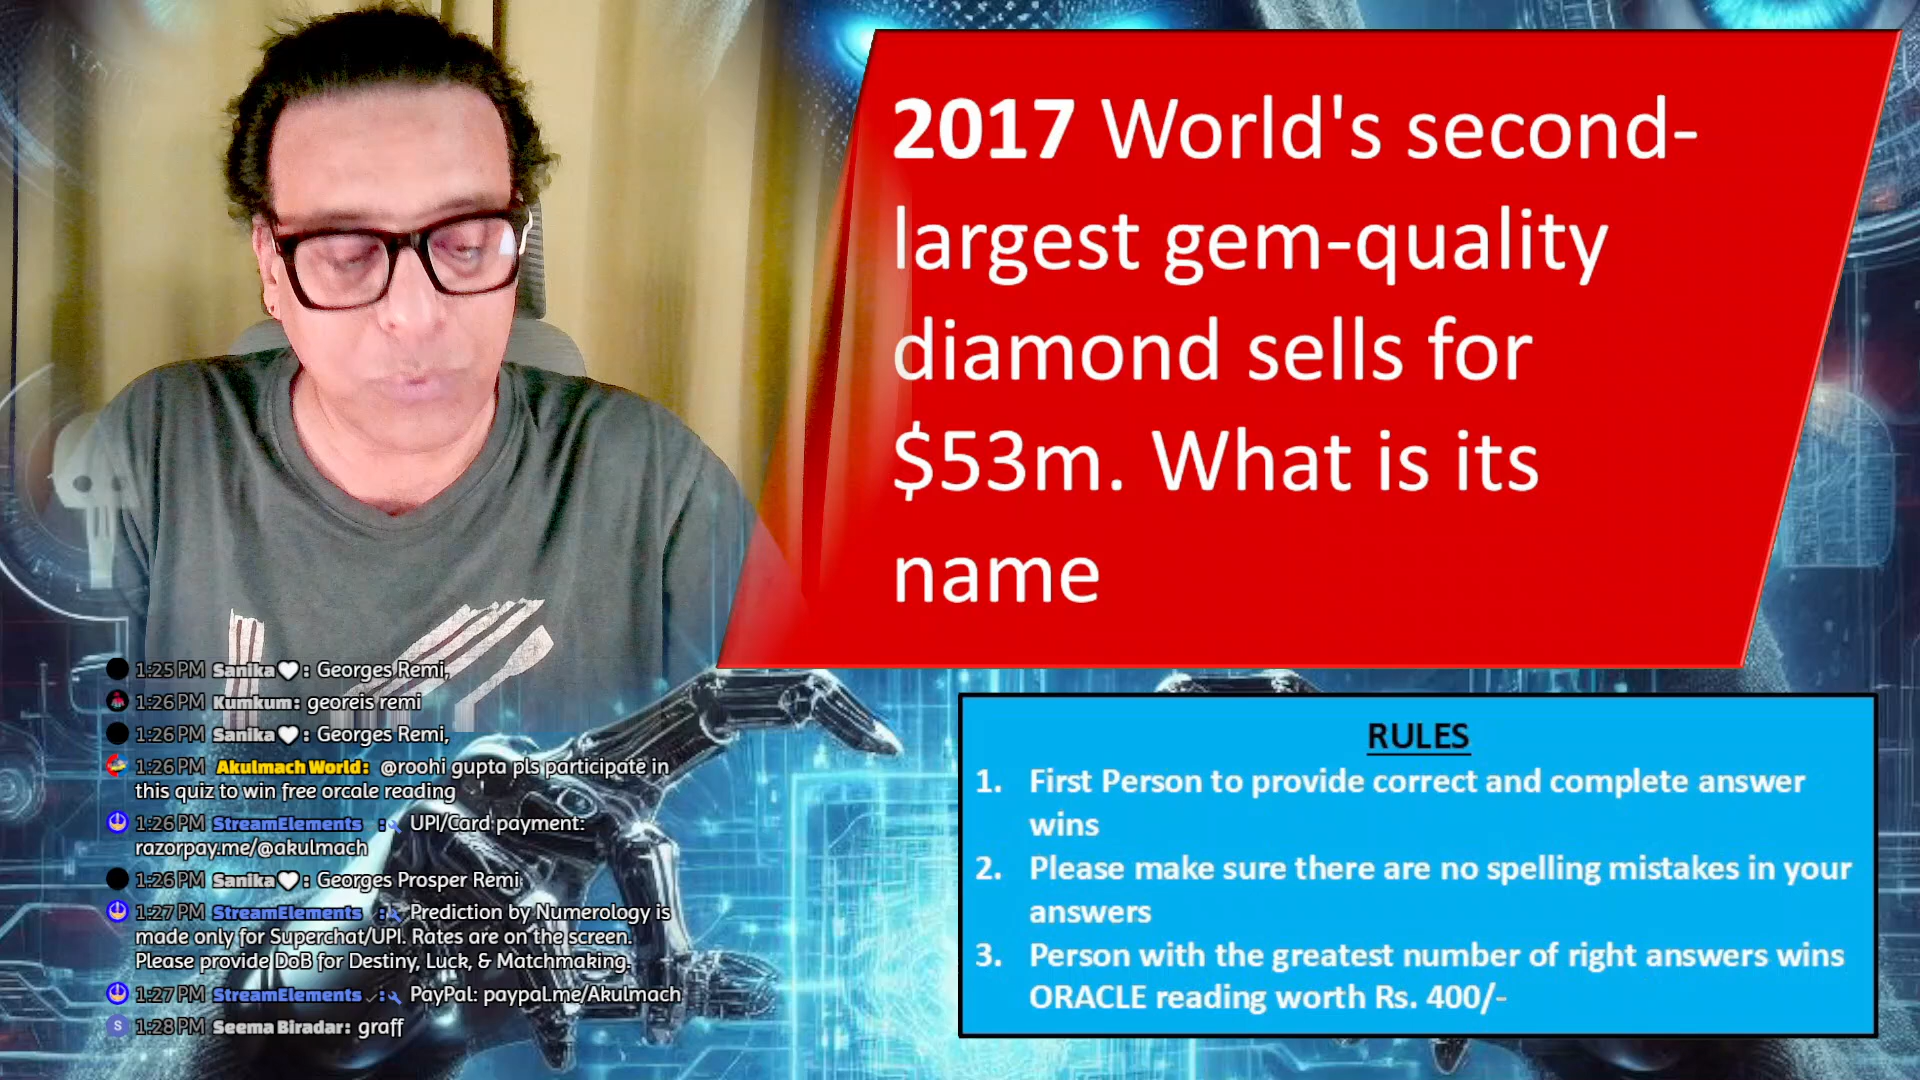 2017 World's second-
largest gem-quality
diamond sells for
$53m. What is its
name
1:25 PM Sanika🤍: Georges Remi,
1:26 PM Kumkum: georeis remi
1:26 PM Sanika🤍: Georges Remi,
1:26 PM Akulmach World: @roohi gupta pls participate in
this quiz to win free orcale reading
1:26 PM StreamElements : UPI/Card payment:
razorpay.me/@akulmach
1:26 PM Sanika🤍: Georges Prosper Remi
1:27 PM StreamElements : Prediction by Numerology is
made only for Superchat/UPI. Rates are on the screen.
Please provide DoB for Destiny, Luck, & Matchmaking.
1:27 PM StreamElements : PayPal: paypal.me/Akulmach
S 1:28 PM Seema Biradar: graff
RULES
1. First Person to provide correct and complete answer
wins
2. Please make sure there are no spelling mistakes in your
answers
3. Person with the greatest number of right answers wins
ORACLE reading worth Rs. 400/-